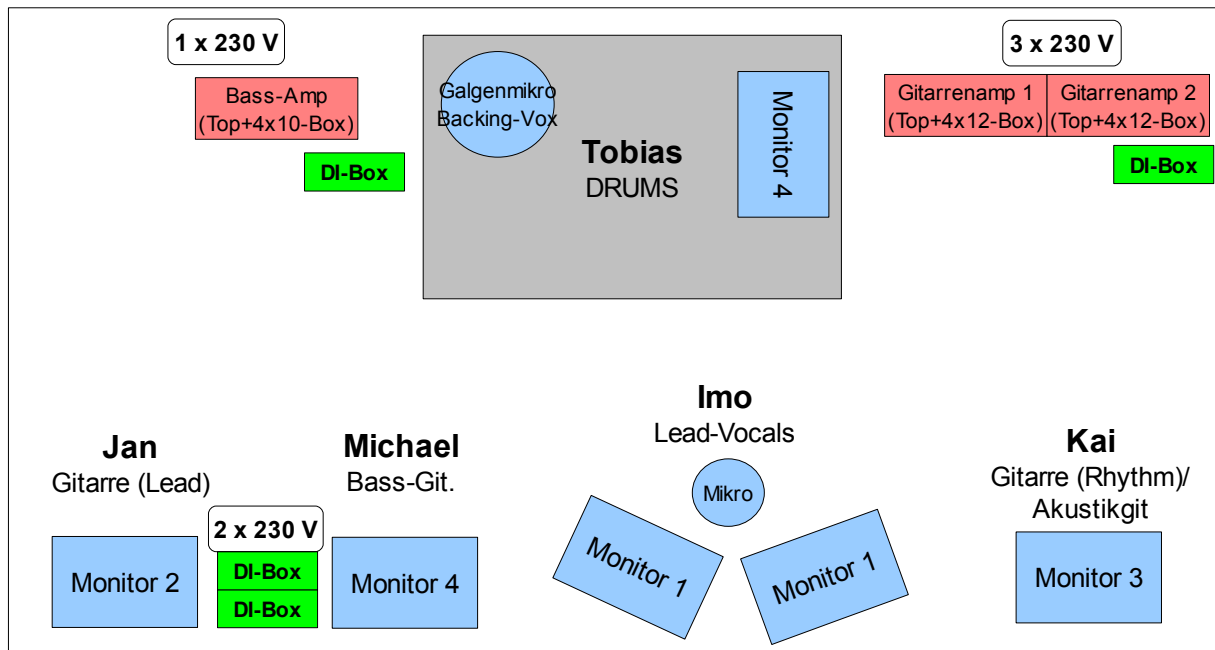 1 x 230 V
3 x 230 V
Bass-Amp
(Top+4x10-Box)
DI-Box
Galgenmikro
Backing-Vox
Tobias
DRUMS
Monitor 4
Gitarrenamp 1
(Top+4x12-Box)
Gitarrenamp 2
(Top+4x12-Box)
DI-Box
Jan
Gitarre (Lead)
Michael
Bass-Git.
Imo
Lead-Vocals
Mikro
Kai
Gitarre (Rhythm)/
Akustikgit
2 x 230 V
Monitor 2
DI-Box
DI-Box
Monitor 4
Monitor 1
Monitor 1
Monitor 3